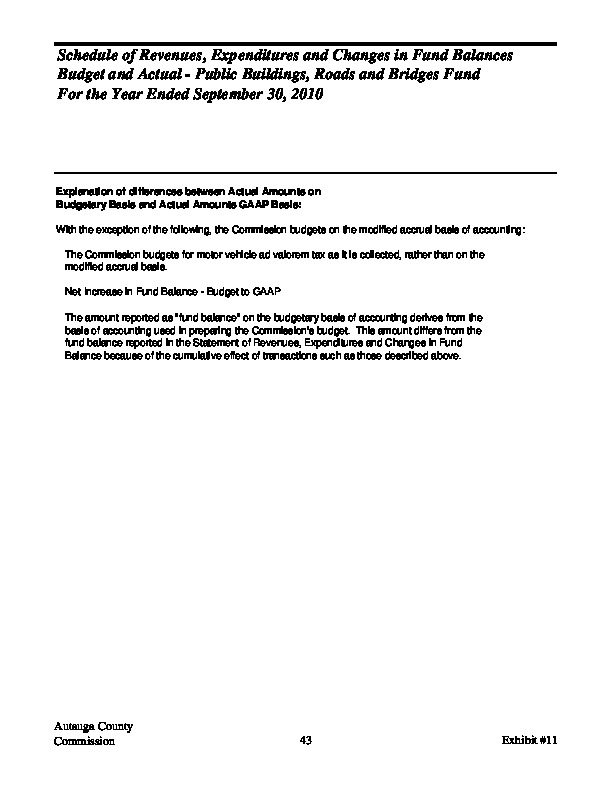 Schedule of Revenues, Expenditures and Changes in Fund Balances
Budget and Actual - Public Buildings, Roads and Bridges Fund
For the Year Ended September 30, 2010
Explanation of differences between Actual Amounts on
Budgetary Basis and Actual Amounts GAAP Basis:
With the exception of the following, the Commission budgets on the modified accrual basis of accounting:
The Commission budgets for motor vehicle ad valorem tax as it is collected, rather than on the
modified accrual basis.
Net Increase in Fund Balance - Budget to GAAP
The amount reported as "fund balance" on the budgetary basis of accounting derives from the
basis of accounting used in preparing the Commission's budget. This amount differs from the
fund balance reported in the Statement of Revenues, Expenditures and Changes in Fund
Balance because of the cumulative effect of transactions such as those described above.
Autauga County
Commission 43 Exhibit #11